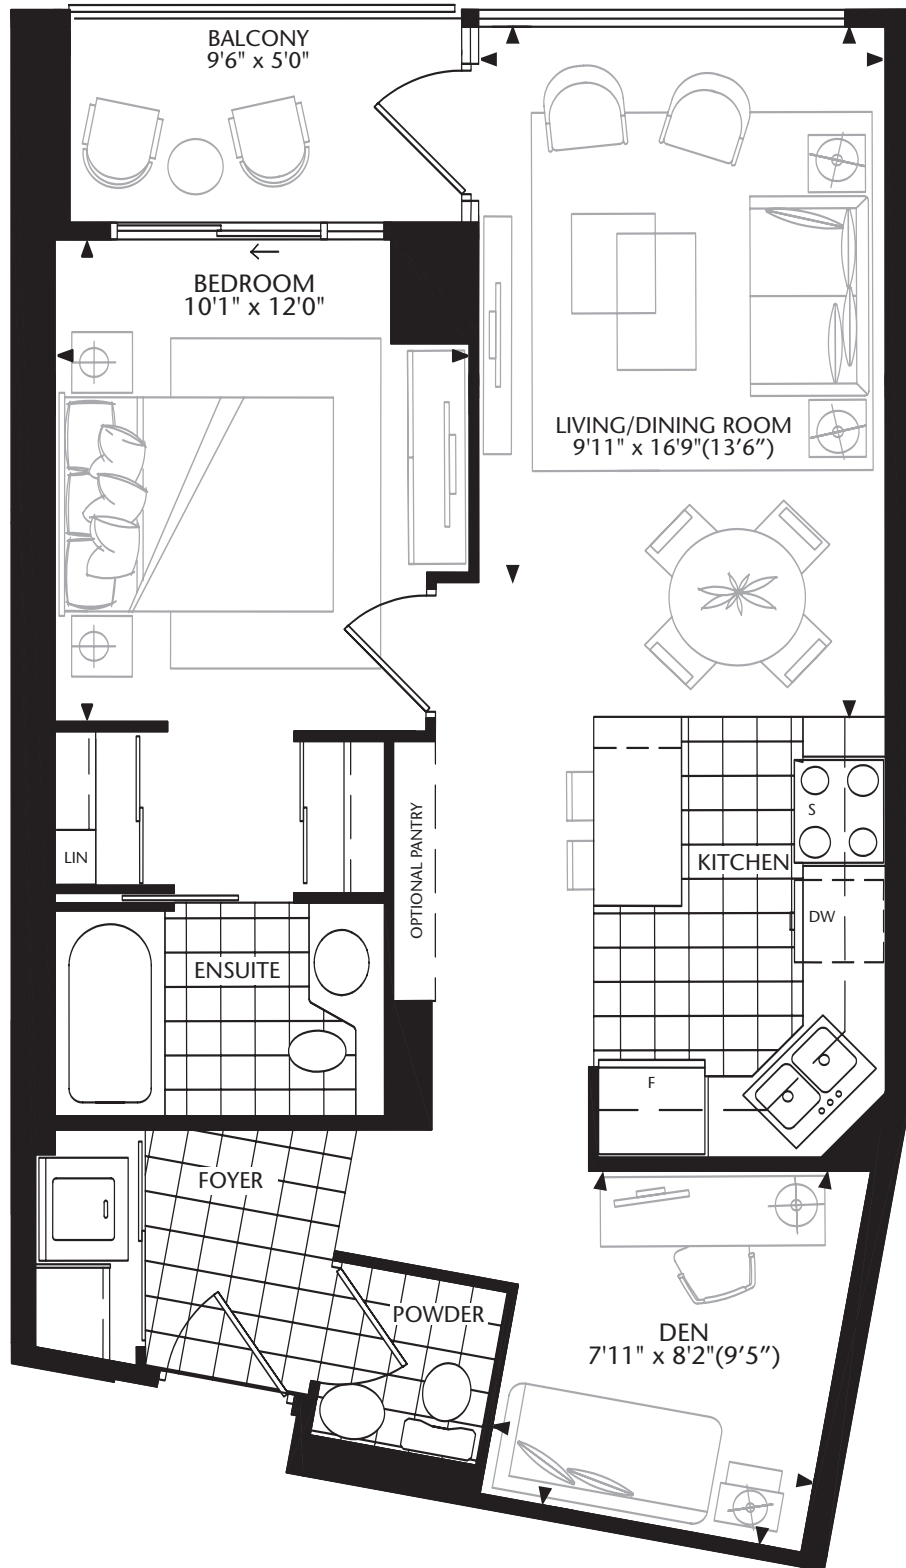 BALCONY
9'6" x 5'0"
BEDROOM
10'1" x 12'0"
LIVING/DINING ROOM
9'11" x 16'9"(13'6")
S
KITCHEN
DW
OPTIONAL PANTRY
LIN
ENSUITE
F
FOYER
POWDER
DEN
7'11" x 8'2"(9'5")